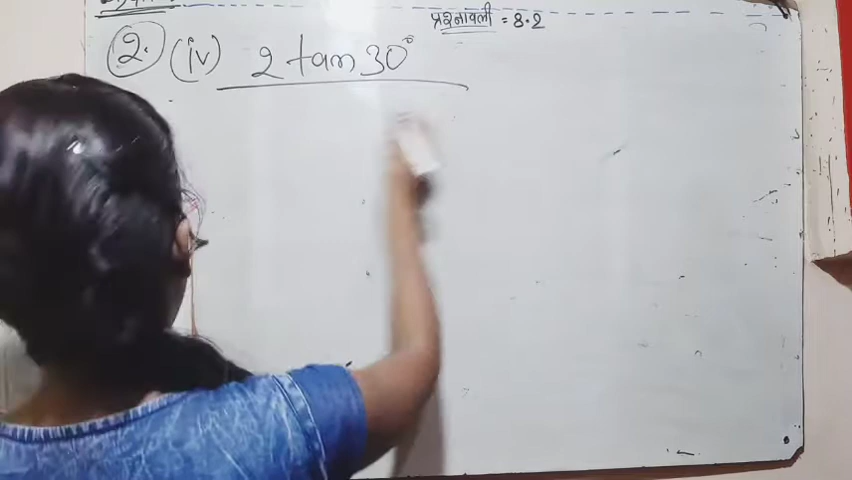 प्रश्नावली = 8.2
2. (iv) 2 tan 30°